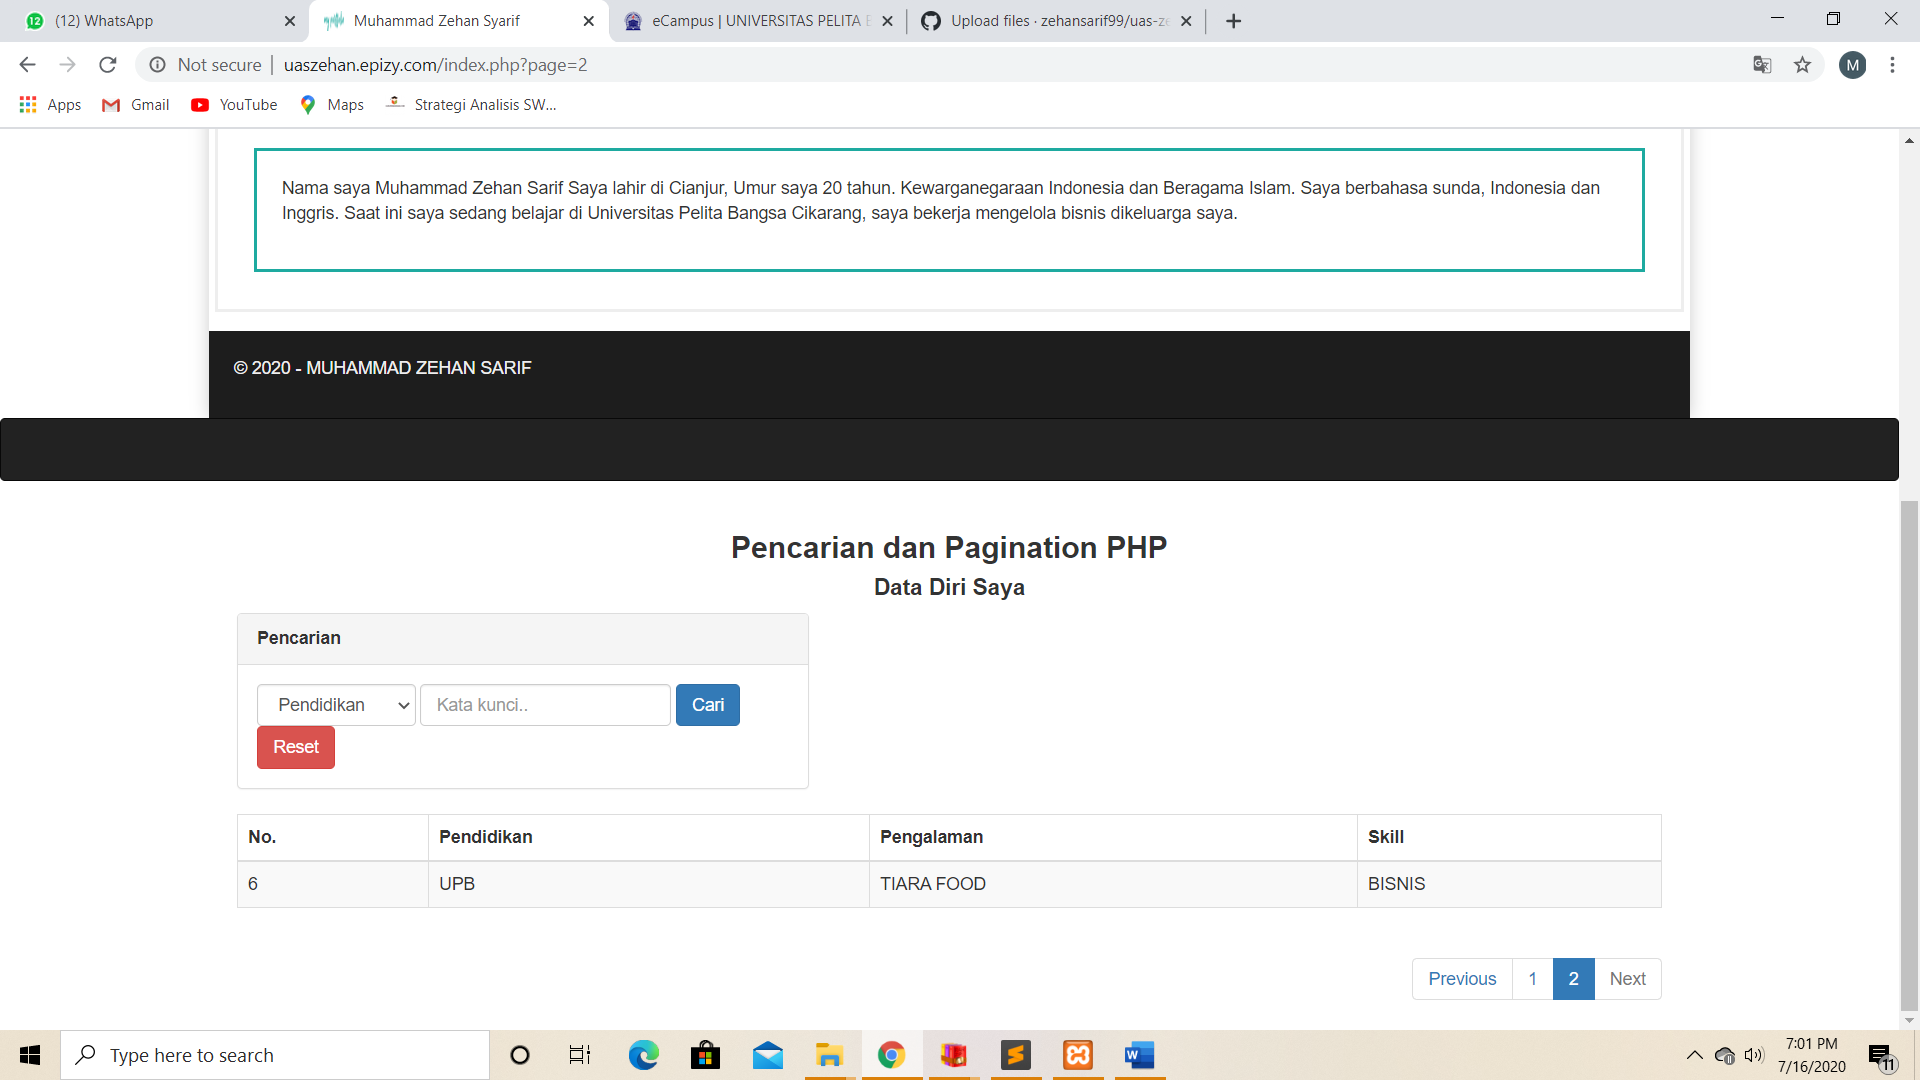 (12) WhatsApp
Muhammad Zehan Syarif
eCampus | UNIVERSITAS PELITA
Upload files · zehansarif99/uas-ze
Not secure | uaszehan.epizy.com/index.php?page=2
M
Apps
Gmail
YouTube
Maps
Strategi Analisis SW...
Nama saya Muhammad Zehan Sarif Saya lahir di Cianjur, Umur saya 20 tahun. Kewarganegaraan Indonesia dan Beragama Islam. Saya berbahasa sunda, Indonesia dan
Inggris. Saat ini saya sedang belajar di Universitas Pelita Bangsa Cikarang, saya bekerja mengelola bisnis dikeluarga saya.
© 2020 - MUHAMMAD ZEHAN SARIF
Pencarian dan Pagination PHP
Data Diri Saya
Pencarian
Pendidikan
Kata kunci..
Cari
Reset
No. Pendidikan Pengalaman Skill
6 UPB TIARA FOOD BISNIS
Previous 1 2 Next
Type here to search
7:01 PM
7/16/2020
11